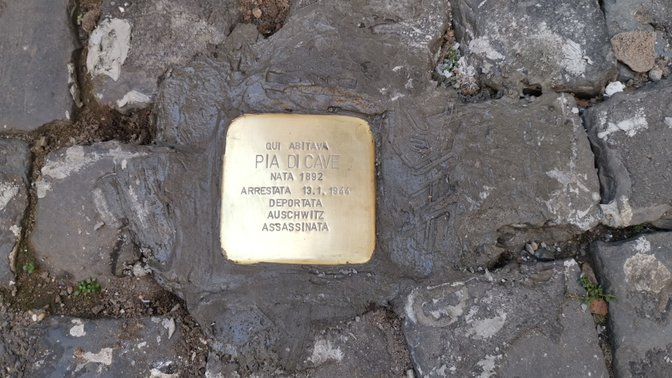 QUI ABITAVA
PIA DI CAVE
NATA 1892
ARRESTATA 13.1.1944
DEPORTATA
AUSCHWITZ
ASSASSINATA